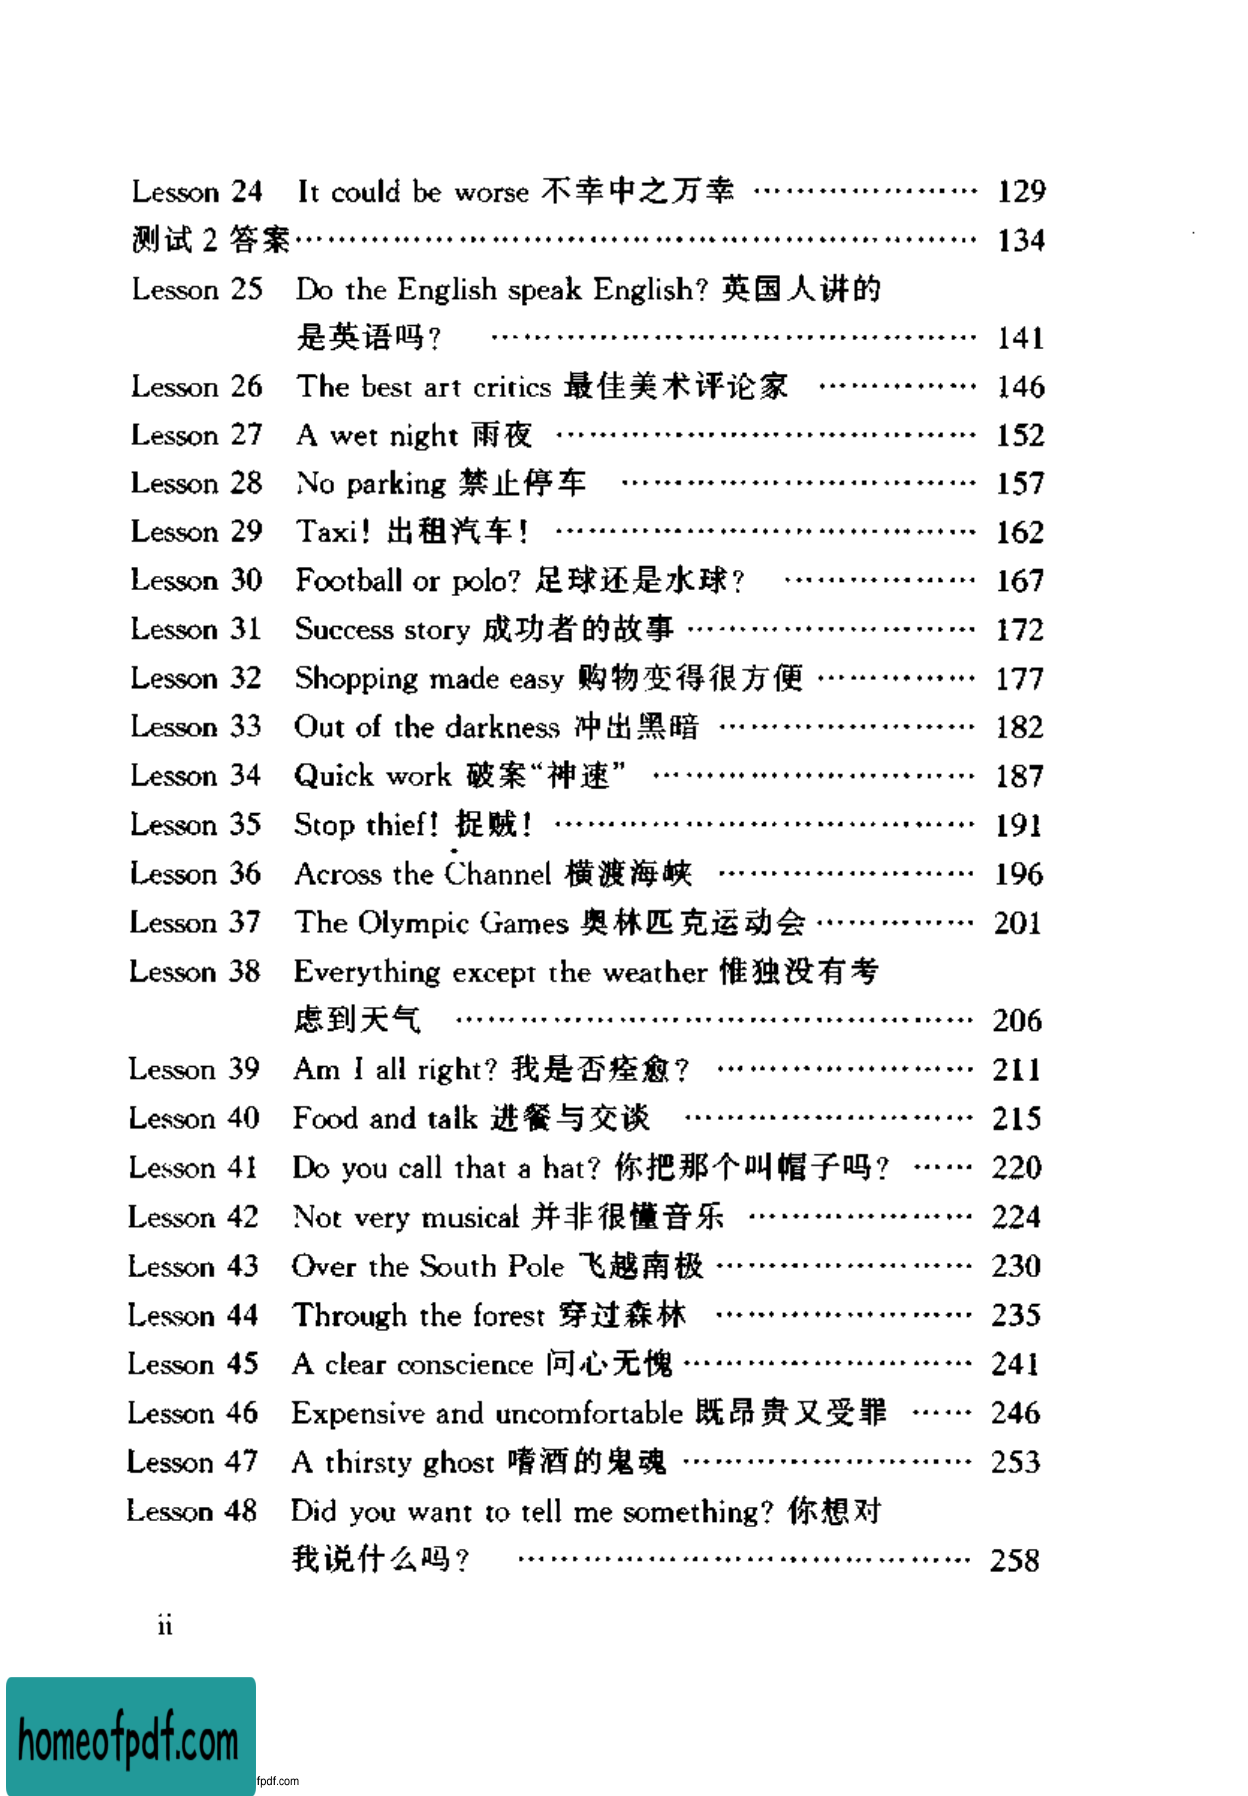 Lesson 24 It could be worse 不幸中之万幸 ………………… 129
测试 2 答案………………………………………………………… 134
Lesson 25 Do the English speak English? 英国人讲的
是英语吗? ……………………………………… 141
Lesson 26 The best art critics 最佳美术评论家 …………… 146
Lesson 27 A wet night 雨夜 ………………………………… 152
Lesson 28 No parking 禁止停车 …………………………… 157
Lesson 29 Taxi! 出租汽车! ………………………………… 162
Lesson 30 Football or polo? 足球还是水球? ……………… 167
Lesson 31 Success story 成功者的故事 ……………………… 172
Lesson 32 Shopping made easy 购物变得很方便 …………… 177
Lesson 33 Out of the darkness 冲出黑暗 …………………… 182
Lesson 34 Quick work 破案“神速” ………………………… 187
Lesson 35 Stop thief! 捉贼! ………………………………… 191
Lesson 36 Across the Channel 横渡海峡 …………………… 196
Lesson 37 The Olympic Games 奥林匹克运动会 …………… 201
Lesson 38 Everything except the weather 惟独没有考
虑到天气 ………………………………………… 206
Lesson 39 Am I all right? 我是否痊愈? …………………… 211
Lesson 40 Food and talk 进餐与交谈 ……………………… 215
Lesson 41 Do you call that a hat? 你把那个叫帽子吗? …… 220
Lesson 42 Not very musical 并非很懂音乐 ………………… 224
Lesson 43 Over the South Pole 飞越南极 …………………… 230
Lesson 44 Through the forest 穿过森林 …………………… 235
Lesson 45 A clear conscience 问心无愧 ……………………… 241
Lesson 46 Expensive and uncomfortable 既昂贵又受罪 …… 246
Lesson 47 A thirsty ghost 嗜酒的鬼魂 ……………………… 253
Lesson 48 Did you want to tell me something? 你想对
我说什么吗? …………………………………… 258
ii
homeofpdf.com
fpdf.com